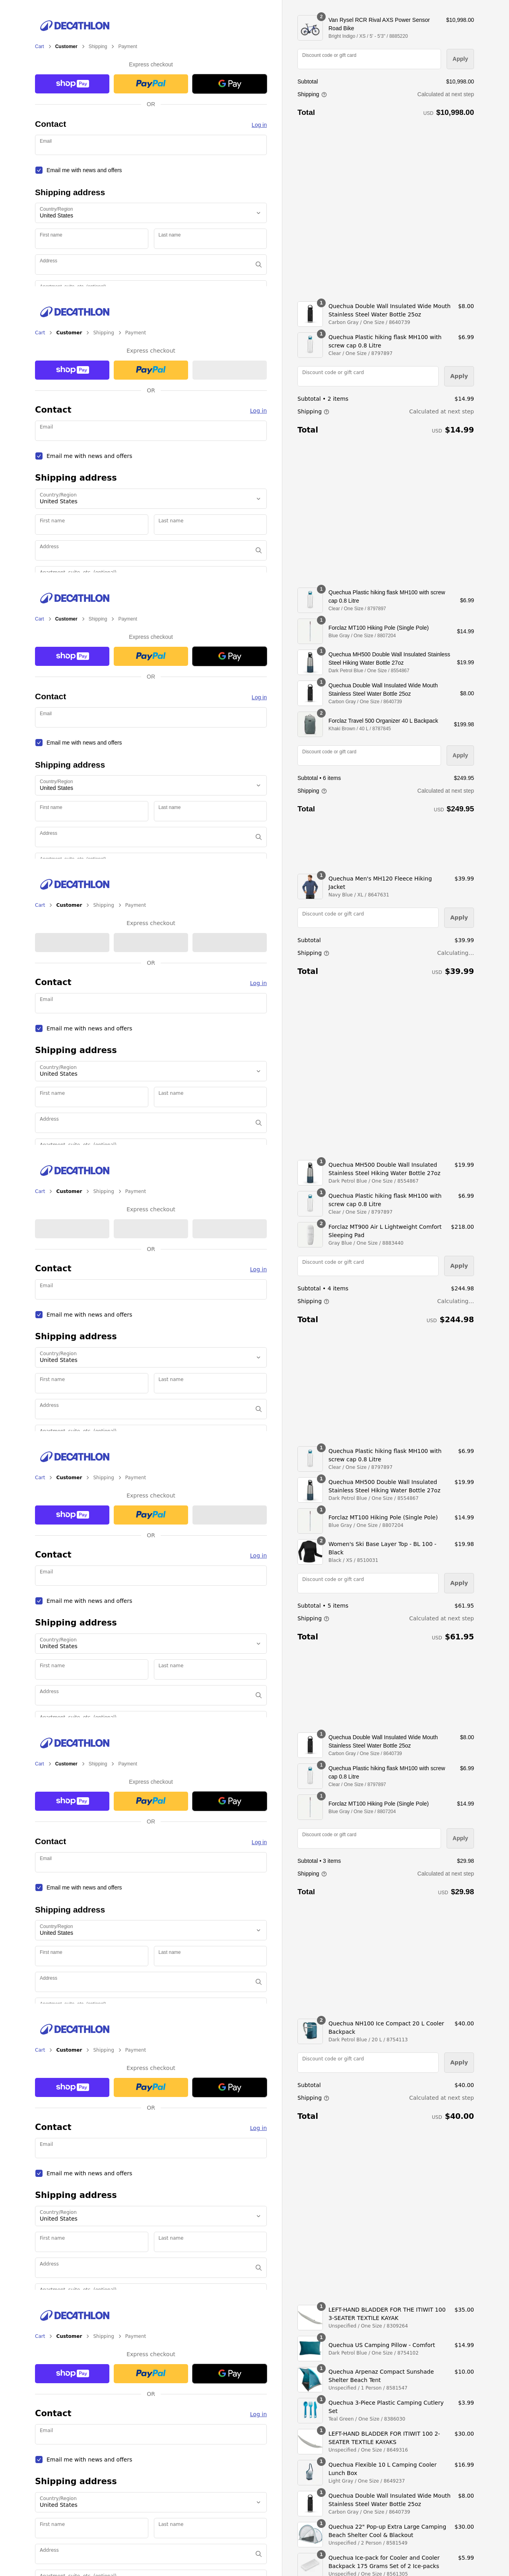 DECATHLON
Cart > Customer > Shipping > Payment
Express checkout
shop Pay
PayPal
G Pay
OR
Contact
Log in
Email
Email me with news and offers
Shipping address
Country/Region
United States
First name
Last name
Address
2
Van Rysel RCR Rival AXS Power Sensor
Road Bike
Bright Indigo / XS / 5' - 5'5" / 8685220
$10,998.00
Discount code or gift card
Apply
Subtotal
$10,998.00
Shipping
Calculated at next step
Total
USD $10,998.00
DECATHLON
Cart > Customer > Shipping > Payment
Express checkout
shop Pay
PayPal
OR
Contact
Log in
Email
Email me with news and offers
Shipping address
Country/Region
United States
First name
Last name
Address
1
Quechua Double Wall Insulated Wide Mouth
Stainless Steel Water Bottle 25oz
Carbon Gray / One Size / 8640739
$8.00
1
Quechua Plastic hiking flask MH100 with
screw cap 0.8 Litre
Clear / One Size / 8797897
$6.99
Discount code or gift card
Apply
Subtotal • 2 items
$14.99
Shipping
Calculated at next step
Total
USD $14.99
DECATHLON
Cart > Customer > Shipping > Payment
Express checkout
shop Pay
PayPal
G Pay
OR
Contact
Log in
Email
Email me with news and offers
Shipping address
Country/Region
United States
First name
Last name
Address
1
Quechua Plastic hiking flask MH100 with screw
cap 0.8 Litre
Clear / One Size / 8797897
$6.99
1
Forclaz MT100 Hiking Pole (Single Pole)
Blue Gray / One Size / 8807204
$14.99
1
Quechua MH500 Double Wall Insulated Stainless
Steel Hiking Water Bottle 27oz
Dark Petrol Blue / One Size / 8554867
$19.99
1
Quechua Double Wall Insulated Wide Mouth
Stainless Steel Water Bottle 25oz
Carbon Gray / One Size / 8640739
$8.00
2
Forclaz Travel 500 Organizer 40 L Backpack
Khaki Brown / 40 L / 8787645
$199.98
Discount code or gift card
Apply
Subtotal • 6 items
$249.95
Shipping
Calculated at next step
Total
USD $249.95
DECATHLON
Cart > Customer > Shipping > Payment
Express checkout
OR
Contact
Log in
Email
Email me with news and offers
Shipping address
Country/Region
United States
First name
Last name
Address
1
Quechua Men's MH120 Fleece Hiking
Jacket
Navy Blue / XL / 8647631
$39.99
Discount code or gift card
Apply
Subtotal
$39.99
Shipping
Calculating...
Total
USD $39.99
DECATHLON
Cart > Customer > Shipping > Payment
Express checkout
OR
Contact
Log in
Email
Email me with news and offers
Shipping address
Country/Region
United States
First name
Last name
Address
1
Quechua MH500 Double Wall Insulated
Stainless Steel Hiking Water Bottle 27oz
Dark Petrol Blue / One Size / 8554867
$19.99
1
Quechua Plastic hiking flask MH100 with
screw cap 0.8 Litre
Clear / One Size / 8797897
$6.99
2
Forclaz MT900 Air L Lightweight Comfort
Sleeping Pad
Gray Blue / One Size / 8883440
$218.00
Discount code or gift card
Apply
Subtotal • 4 items
$244.98
Shipping
Calculating...
Total
USD $244.98
DECATHLON
Cart > Customer > Shipping > Payment
Express checkout
shop Pay
PayPal
OR
Contact
Log in
Email
Email me with news and offers
Shipping address
Country/Region
United States
First name
Last name
Address
1
Quechua Plastic hiking flask MH100 with
screw cap 0.8 Litre
Clear / One Size / 8797897
$6.99
1
Quechua MH500 Double Wall Insulated
Stainless Steel Hiking Water Bottle 27oz
Dark Petrol Blue / One Size / 8554867
$19.99
1
Forclaz MT100 Hiking Pole (Single Pole)
Blue Gray / One Size / 8807204
$14.99
2
Women's Ski Base Layer Top - BL 100 -
Black
Black / XS / 8510031
$19.98
Discount code or gift card
Apply
Subtotal • 5 items
$61.95
Shipping
Calculated at next step
Total
USD $61.95
DECATHLON
Cart > Customer > Shipping > Payment
Express checkout
shop Pay
PayPal
G Pay
OR
Contact
Log in
Email
Email me with news and offers
Shipping address
Country/Region
United States
First name
Last name
Address
1
Quechua Double Wall Insulated Wide Mouth
Stainless Steel Water Bottle 25oz
Carbon Gray / One Size / 8640739
$8.00
1
Quechua Plastic hiking flask MH100 with screw
cap 0.8 Litre
Clear / One Size / 8797897
$6.99
1
Forclaz MT100 Hiking Pole (Single Pole)
Blue Gray / One Size / 8807204
$14.99
Discount code or gift card
Apply
Subtotal • 3 items
$29.98
Shipping
Calculated at next step
Total
USD $29.98
DECATHLON
Cart > Customer > Shipping > Payment
Express checkout
shop Pay
PayPal
G Pay
OR
Contact
Log in
Email
Email me with news and offers
Shipping address
Country/Region
United States
First name
Last name
Address
2
Quechua NH100 Ice Compact 20 L Cooler
Backpack
Dark Petrol Blue / 20 L / 8754113
$40.00
Discount code or gift card
Apply
Subtotal
$40.00
Shipping
Calculated at next step
Total
USD $40.00
DECATHLON
Cart > Customer > Shipping > Payment
Express checkout
shop Pay
PayPal
G Pay
OR
Contact
Log in
Email
Email me with news and offers
Shipping address
Country/Region
United States
First name
Last name
Address
1
LEFT-HAND BLADDER FOR THE ITIWIT 100
3-SEATER TEXTILE KAYAK
Unspecified / One Size / 8309264
$35.00
1
Quechua US Camping Pillow - Comfort
Dark Petrol Blue / One Size / 8754102
$14.99
1
Quechua Arpenaz Compact Sunshade
Shelter Beach Tent
Unspecified / 1 Person / 8581547
$10.00
1
Quechua 3-Piece Plastic Camping Cutlery
Set
Teal Green / One Size / 8386030
$3.99
1
LEFT-HAND BLADDER FOR ITIWIT 100 2-
SEATER TEXTILE KAYAKS
Unspecified / One Size / 8649316
$30.00
1
Quechua Flexible 10 L Camping Cooler
Lunch Box
Light Gray / One Size / 8649237
$16.99
1
Quechua Double Wall Insulated Wide Mouth
Stainless Steel Water Bottle 25oz
Carbon Gray / One Size / 8640739
$8.00
1
Quechua 22" Pop-up Extra Large Camping
Beach Shelter Cool & Blackout
Unspecified / 2 Person / 8581549
$30.00
1
Quechua Ice-pack for Cooler and Cooler
Backpack 175 Grams Set of 2 Ice-packs
Unspecified / One Size / 8561305
$5.99